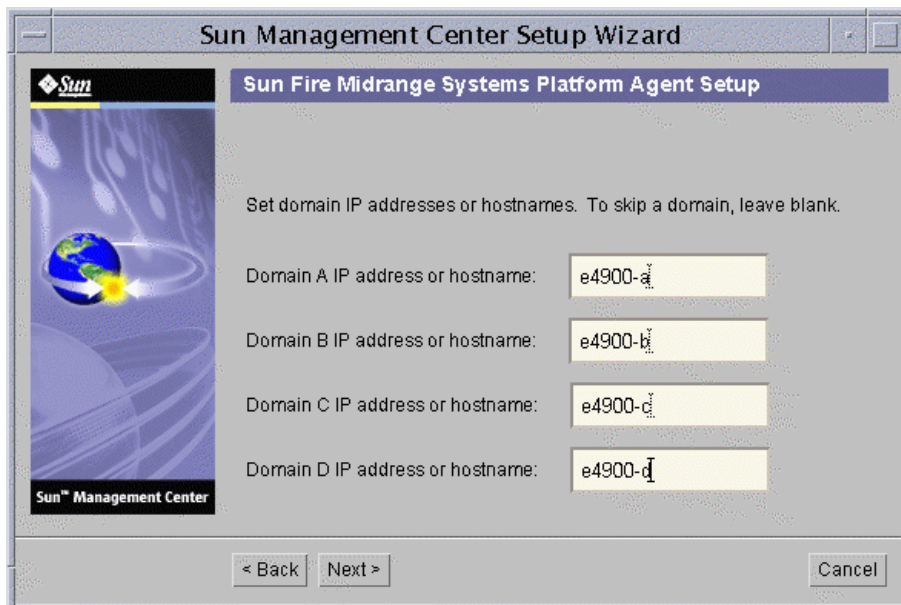 Sun Management Center Setup Wizard
Sun
Sun Fire Midrange Systems Platform Agent Setup
Set domain IP addresses or hostnames. To skip a domain, leave blank.
Domain A IP address or hostname: e4900-a
Domain B IP address or hostname: e4900-b
Domain C IP address or hostname: e4900-c
Domain D IP address or hostname: e4900-d
Sun™ Management Center
< Back Next > Cancel